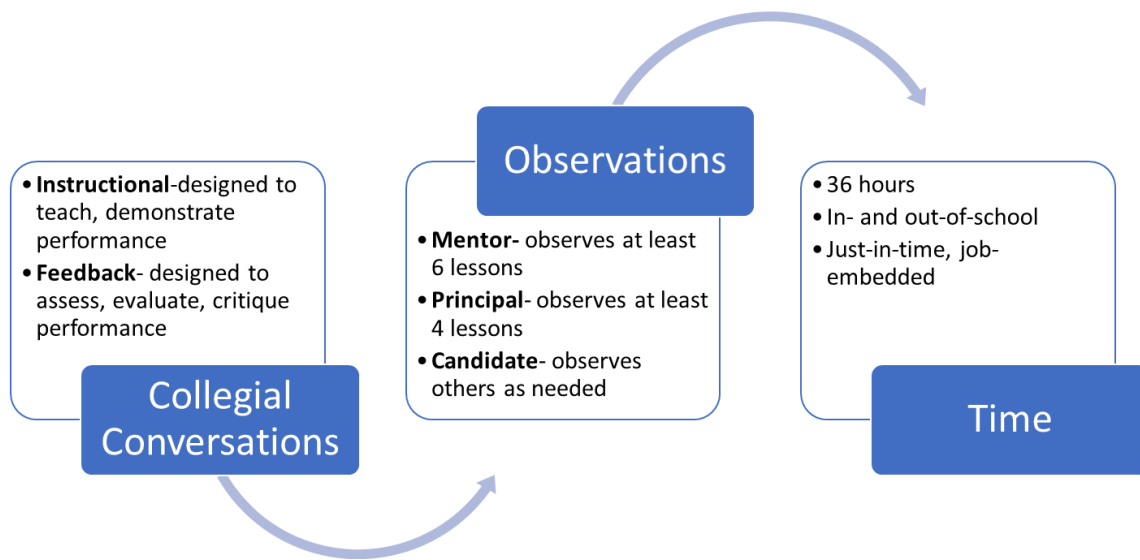 • Instructional-designed to
teach, demonstrate
performance
• Feedback- designed to
assess, evaluate, critique
performance
Collegial
Conversations
Observations
• Mentor- observes at least
6 lessons
• Principal- observes at least
4 lessons
• Candidate- observes
others as needed
• 36 hours
• In- and out-of-school
• Just-in-time, job-
embedded
Time